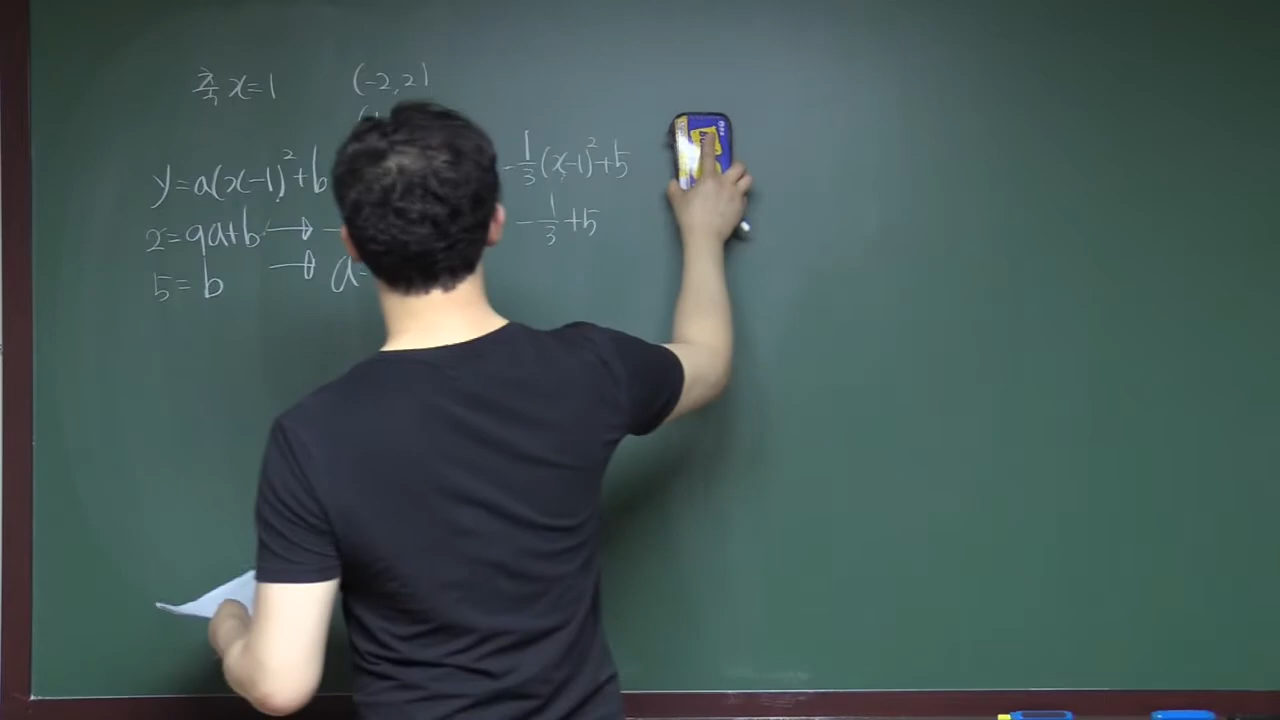 축 x=1 (-2,2)
y=a(x-1)²+b
-1/3(x-1)²+5
2=9a+b →
-1/3+5
5=b → a=